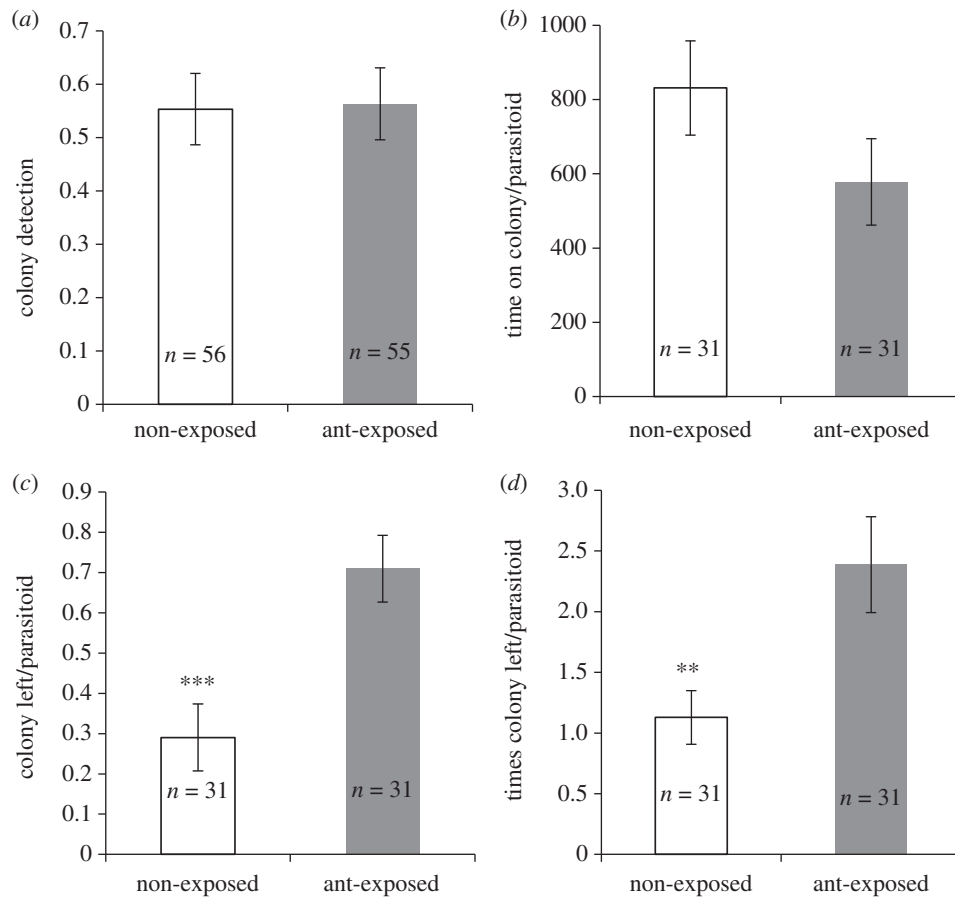 (a)
0.7
0.6
0.5
0.4
0.3
0.2
0.1
0
colony detection
n = 56
n = 55
non-exposed
ant-exposed
(b)
1000
800
600
400
200
0
time on colony/parasitoid
n = 31
n = 31
non-exposed
ant-exposed
(c)
0.9
0.8
0.7
0.6
0.5
0.4
0.3
0.2
0.1
0
colony left/parasitoid
***
n = 31
n = 31
non-exposed
ant-exposed
(d)
3.0
2.5
2.0
1.5
1.0
0.5
0
times colony left/parasitoid
**
n = 31
n = 31
non-exposed
ant-exposed